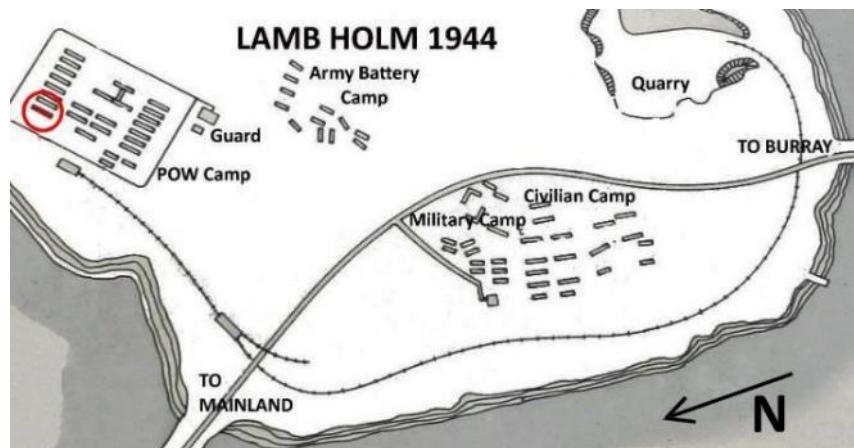 LAMB HOLM 1944
Army Battery
Camp
Quarry
Guard
TO BURRAY
POW Camp
Civilian Camp
Military Camp
TO
MAINLAND
N